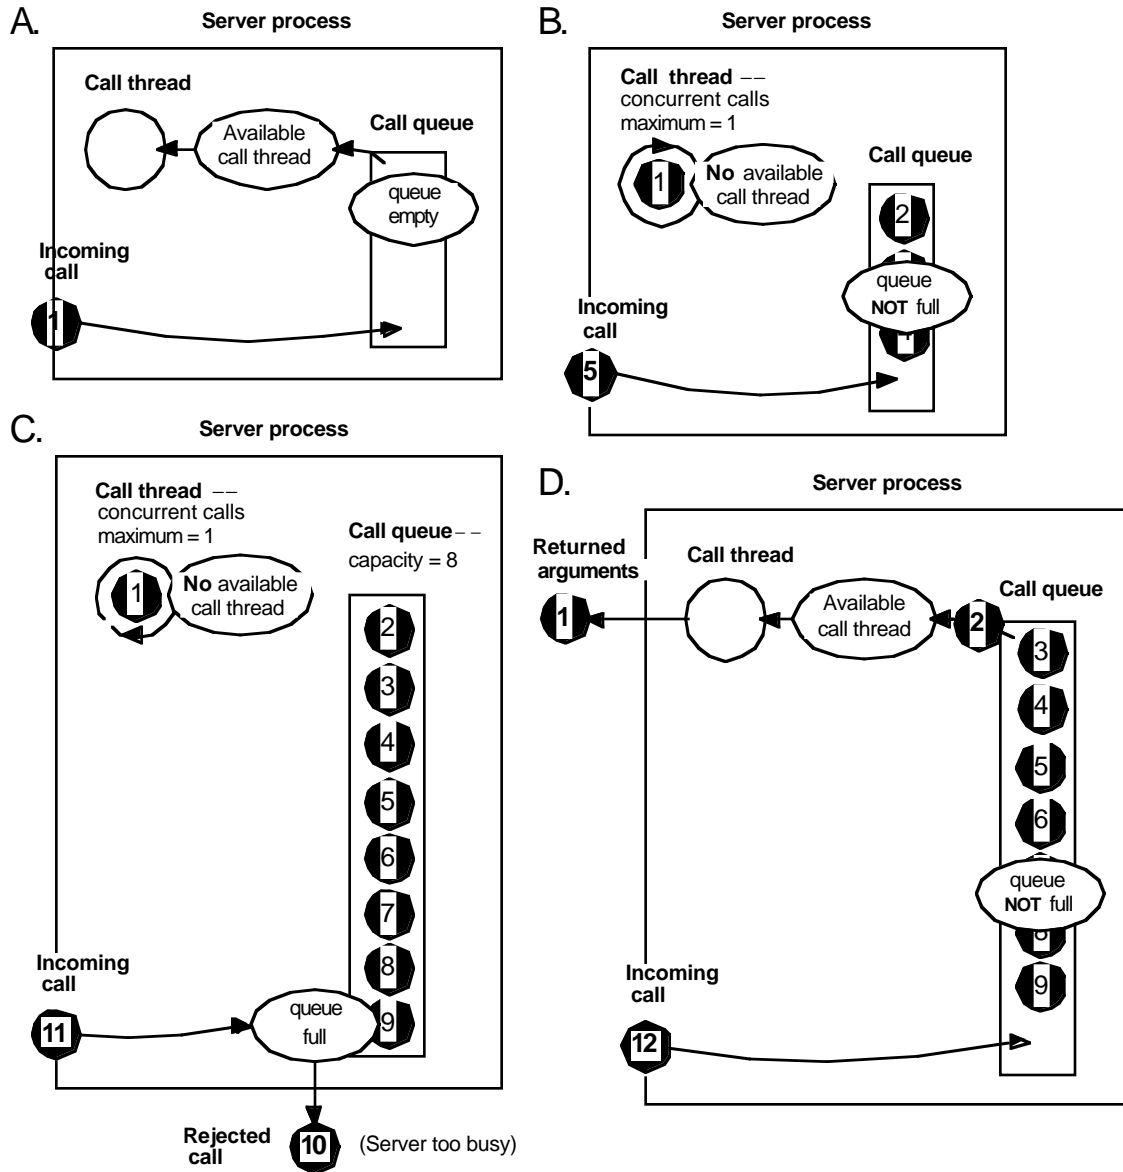 A.
Server process
Call thread
Available
call thread
Call queue
queue
empty
Incoming
call
1
B.
Server process
Call thread --
concurrent calls
maximum = 1
1
No available
call thread
Call queue
2
queue
NOT full
Incoming
call
5
C.
Server process
Call thread --
concurrent calls
maximum = 1
1
No available
call thread
Call queue --
capacity = 8
2
3
4
5
6
7
8
9
Incoming
call
11
queue
full
Rejected
call
10
(Server too busy)
D.
Server process
Returned
arguments
1
Call thread
Available
call thread
2
Call queue
3
4
5
6
queue
NOT full
8
9
Incoming
call
12